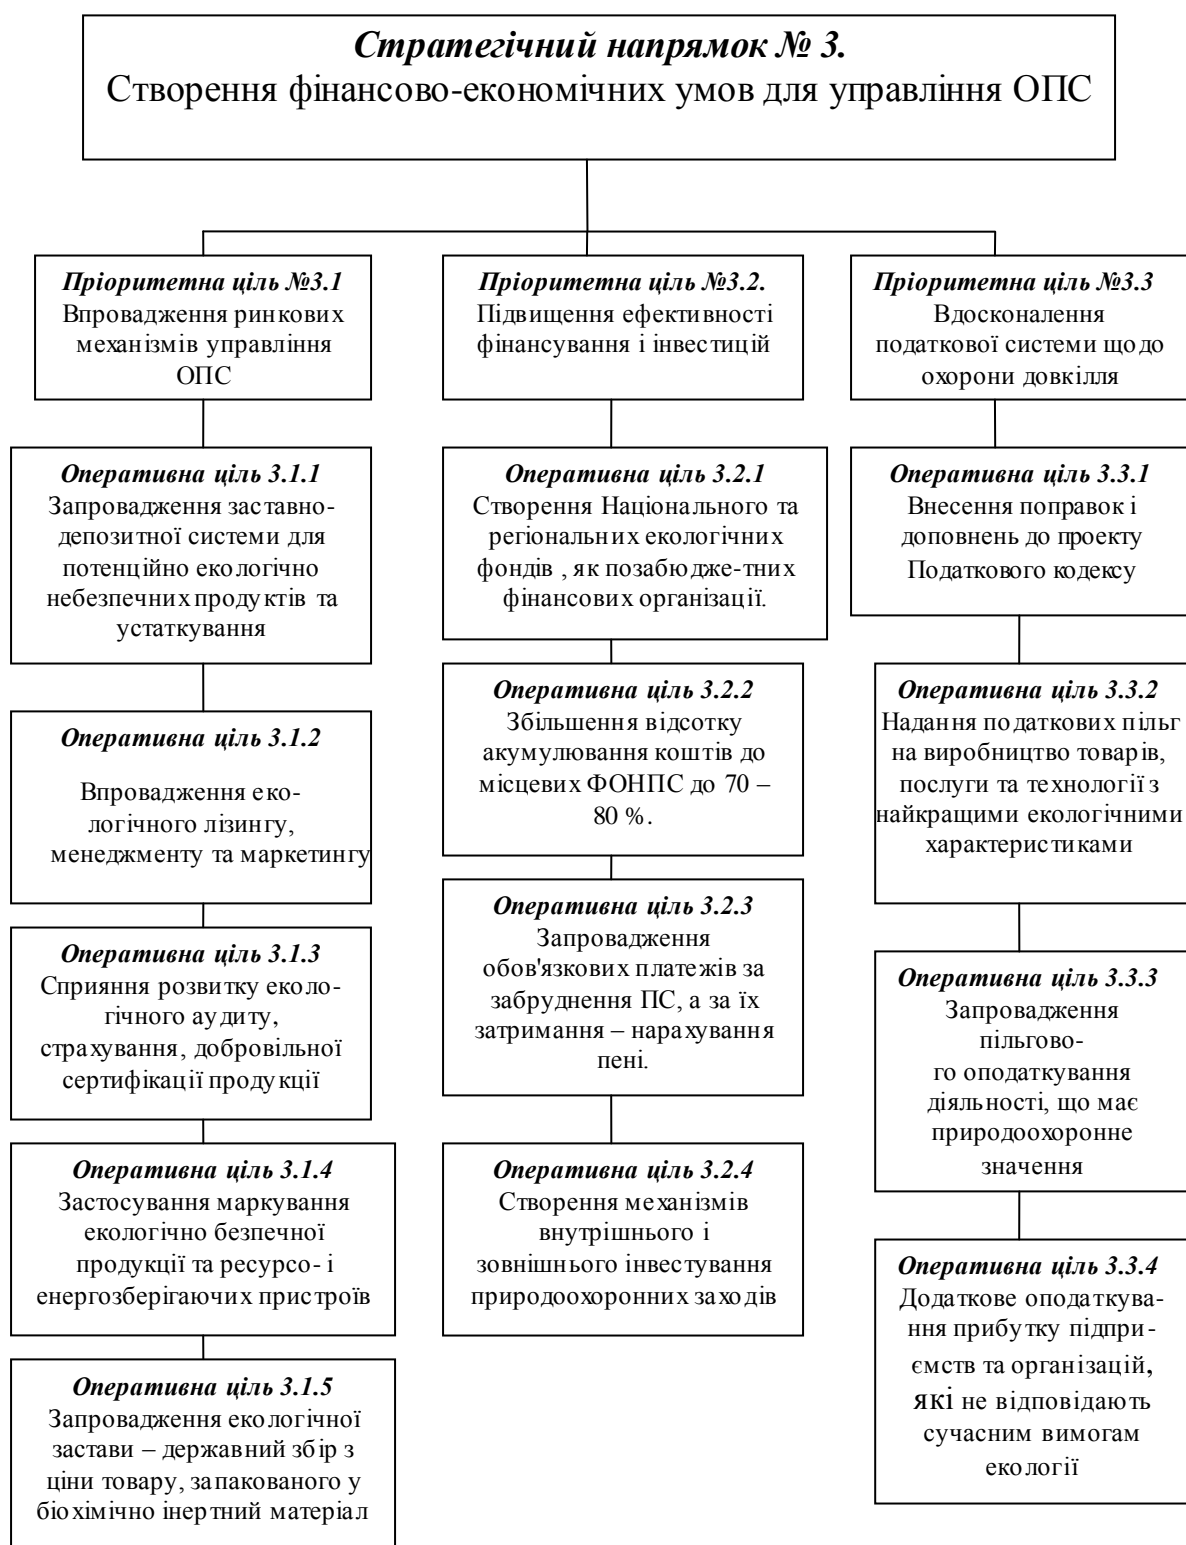 Стратегічний напрямок № 3.
Створення фінансово-економічних умов для управління ОПС
Пріоритетна ціль №3.1
Впровадження ринкових
механізмів управління
ОПС
Оперативна ціль 3.1.1
Запровадження заставно-
депозитної системи для
потенційно екологічно
небезпечних продуктів та
устаткування
Оперативна ціль 3.1.2
Впровадження еко-
логічного лізингу,
менеджменту та маркетингу
Оперативна ціль 3.1.3
Сприяння розвитку еколо-
гічного аудиту,
страхування, добровільної
сертифікації продукції
Оперативна ціль 3.1.4
Застосування маркування
екологічно безпечної
продукції та ресурсо- і
енергозберігаючих пристроїв
Оперативна ціль 3.1.5
Запровадження екологічної
застави – державний збір з
ціни товару, запакованого у
біохімічно інертний матеріал
Пріоритетна ціль №3.2.
Підвищення ефективності
фінансування і інвестицій
Оперативна ціль 3.2.1
Створення Національного та
регіональних екологічних
фондів , як позабюдже-тних
фінансових організації.
Оперативна ціль 3.2.2
Збільшення відсотку
акумулювання коштів до
місцевих ФОНПС до 70 –
80 %.
Оперативна ціль 3.2.3
Запровадження
обов'язкових платежів за
забруднення ПС, а за їх
затримання – нарахування
пені.
Оперативна ціль 3.2.4
Створення механізмів
внутрішнього і
зовнішнього інвестування
природоохоронних заходів
Пріоритетна ціль №3.3
Вдосконалення
податкової системи щодо
охорони довкілля
Оперативна ціль 3.3.1
Внесення поправок і
доповнень до проекту
Податкового кодексу
Оперативна ціль 3.3.2
Надання податкових пільг
на виробництво товарів,
послуги та технології з
найкращими екологічними
характеристиками
Оперативна ціль 3.3.3
Запровадження
пільгово-
го оподаткування
діяльності, що має
природоохоронне
значення
Оперативна ціль 3.3.4
Додаткове оподаткува-
ння прибутку підпри-
ємств та організацій,
які не відповідають
сучасним вимогам
екології